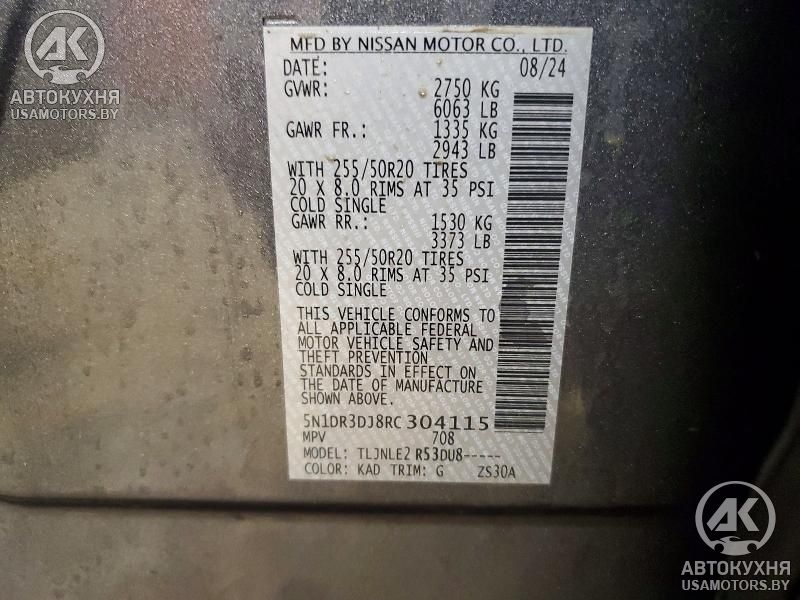 АК
АВТОКУХНЯ
USAMOTORS.BY
MFD BY NISSAN MOTOR CO., LTD.
DATE: 08/24
GVWR: 2750 KG
6063 LB
GAWR FR.: 1335 KG
2943 LB
WITH 255/50R20 TIRES
20 X 8.0 RIMS AT 35 PSI
COLD SINGLE
GAWR RR.: 1530 KG
3373 LB
WITH 255/50R20 TIRES
20 X 8.0 RIMS AT 35 PSI
COLD SINGLE
THIS VEHICLE CONFORMS TO
ALL APPLICABLE FEDERAL
MOTOR VEHICLE SAFETY AND
THEFT PREVENTION
STANDARDS IN EFFECT ON
THE DATE OF MANUFACTURE
SHOWN ABOVE.
5N1DR3DJ8RC304115
MPV 708
MODEL: TLJNLE2 R53DU8-----
COLOR: KAD TRIM: G ZS30A
АК
АВТОКУХНЯ
USAMOTORS.BY